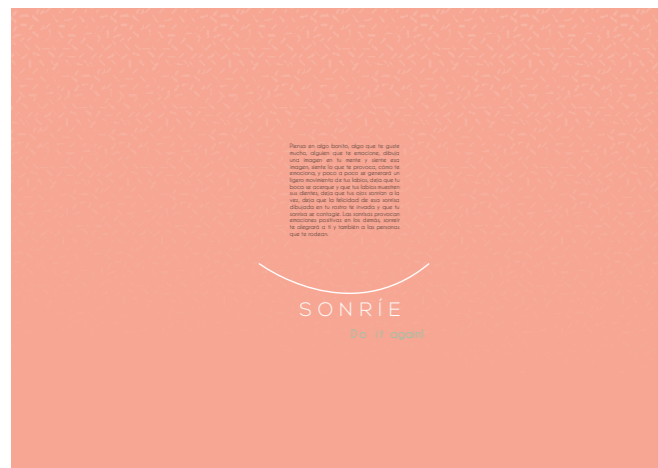 Piensa en algo bonito, algo que te guste
mucho, alguien que te emocione, dibuja
una imagen en tu mente y siente esa
imagen, siente lo que te provoca, cómo te
emociona, y poco a poco se generará un
ligero movimiento de tus labios, deja que tu
boca se arquee y que tus labios muestren
sus dientes, deja que tus ojos sonrían a la
vez, deja que la felicidad de esa sonrisa
dibujada en tu rostro te invada y que tu
sonrisa se contagie. Las sonrisas provocan
emociones positivas en los demás, sonreír
te alegrará a ti y también a las personas
que te rodean.
SONRÍE